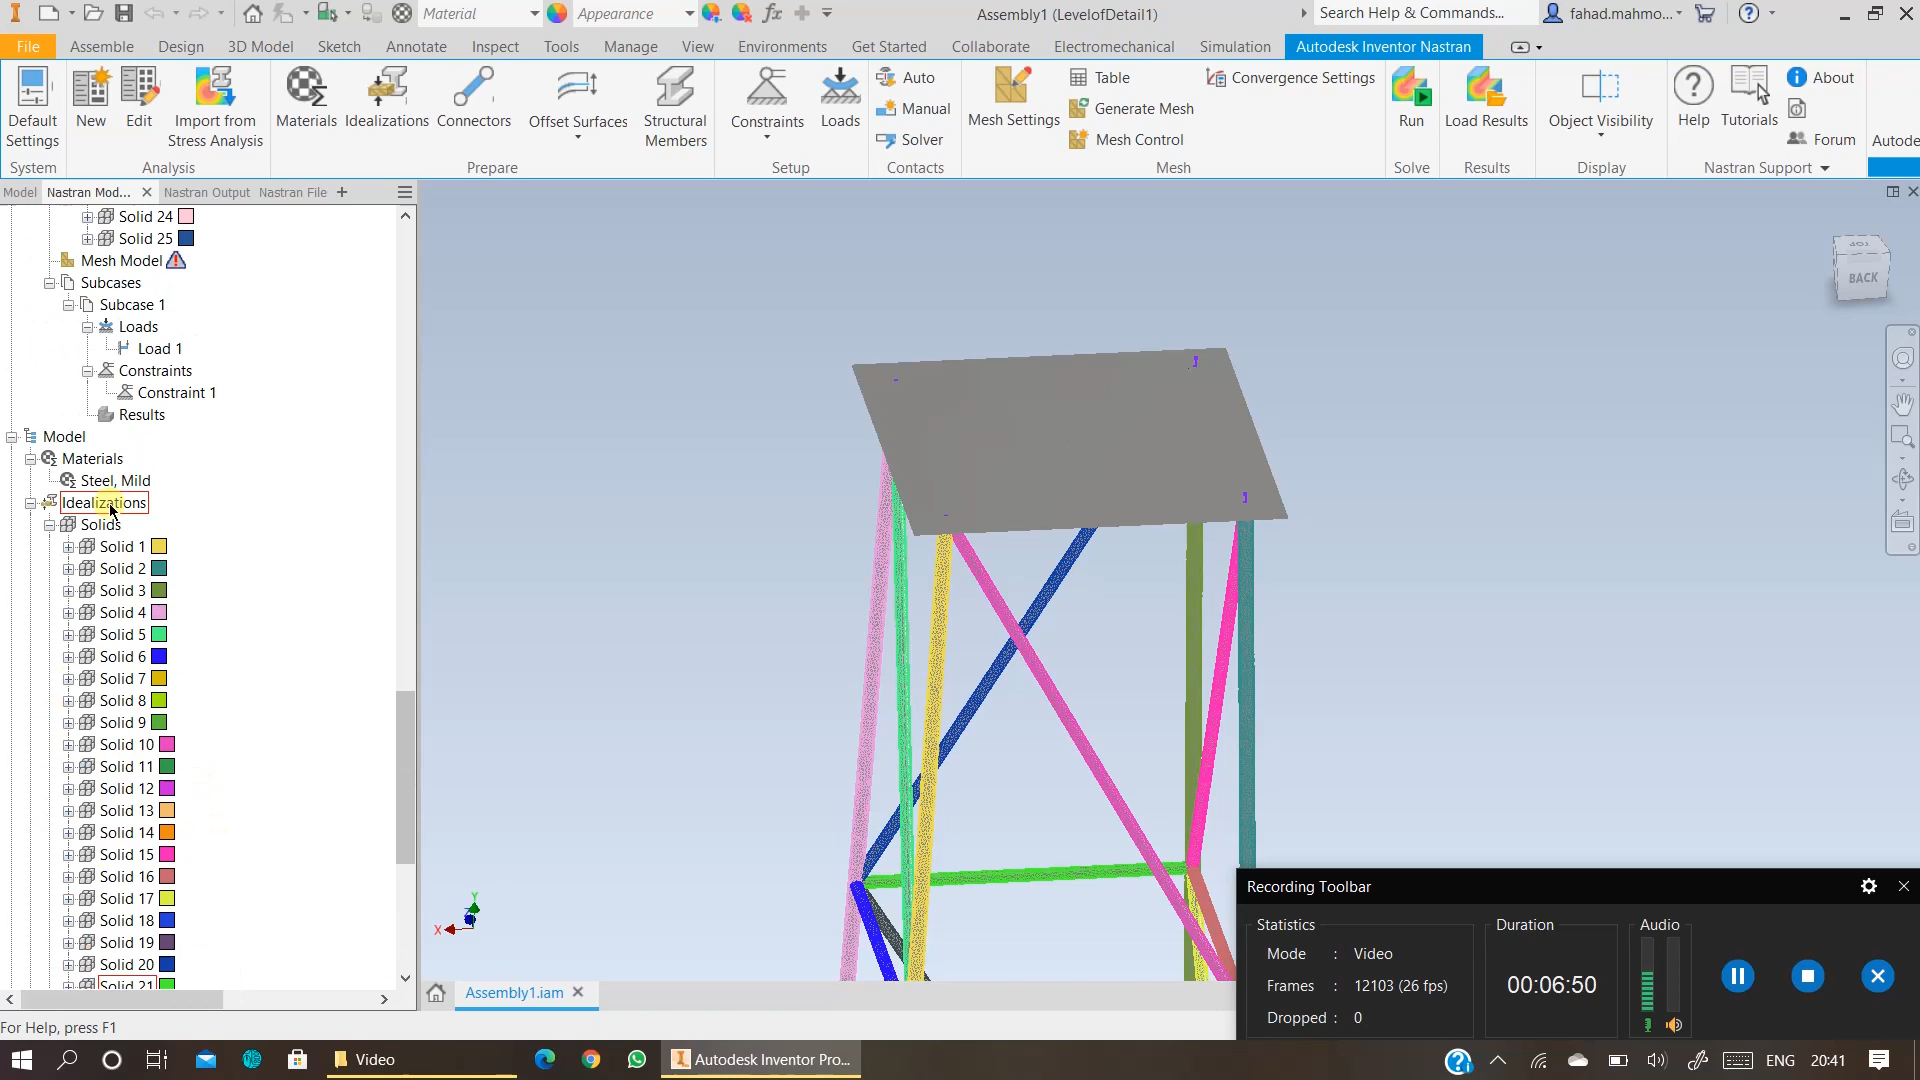 Material
Appearance
Assembly1 (LevelofDetail1)
Search Help & Commands...
fahad.mahmo...
File
Assemble
Design
3D Model
Sketch
Annotate
Inspect
Tools
Manage
View
Environments
Get Started
Collaborate
Electromechanical
Simulation
Autodesk Inventor Nastran
Default Settings
New
Edit
Import from Stress Analysis
Materials
Idealizations
Connectors
Offset Surfaces
Structural Members
Constraints
Loads
Auto
Manual
Solver
Mesh Settings
Table
Generate Mesh
Mesh Control
Convergence Settings
Run
Load Results
Object Visibility
Help
Tutorials
About
Forum
Autode
System
Analysis
Prepare
Setup
Contacts
Mesh
Solve
Results
Display
Nastran Support
Model
Nastran Mod...
Nastran Output
Nastran File
Solid 24
Solid 25
Mesh Model
Subcases
Subcase 1
Loads
Load 1
Constraints
Constraint 1
Results
Model
Materials
Steel, Mild
Idealizations
Solids
Solid 1
Solid 2
Solid 3
Solid 4
Solid 5
Solid 6
Solid 7
Solid 8
Solid 9
Solid 10
Solid 11
Solid 12
Solid 13
Solid 14
Solid 15
Solid 16
Solid 17
Solid 18
Solid 19
Solid 20
Solid 21
TOP
BACK
Y
X
Assembly1.iam
For Help, press F1
Recording Toolbar
Statistics
Mode : Video
Frames : 12103 (26 fps)
Dropped : 0
Duration
00:06:50
Audio
Video
Autodesk Inventor Pro...
ENG
20:41